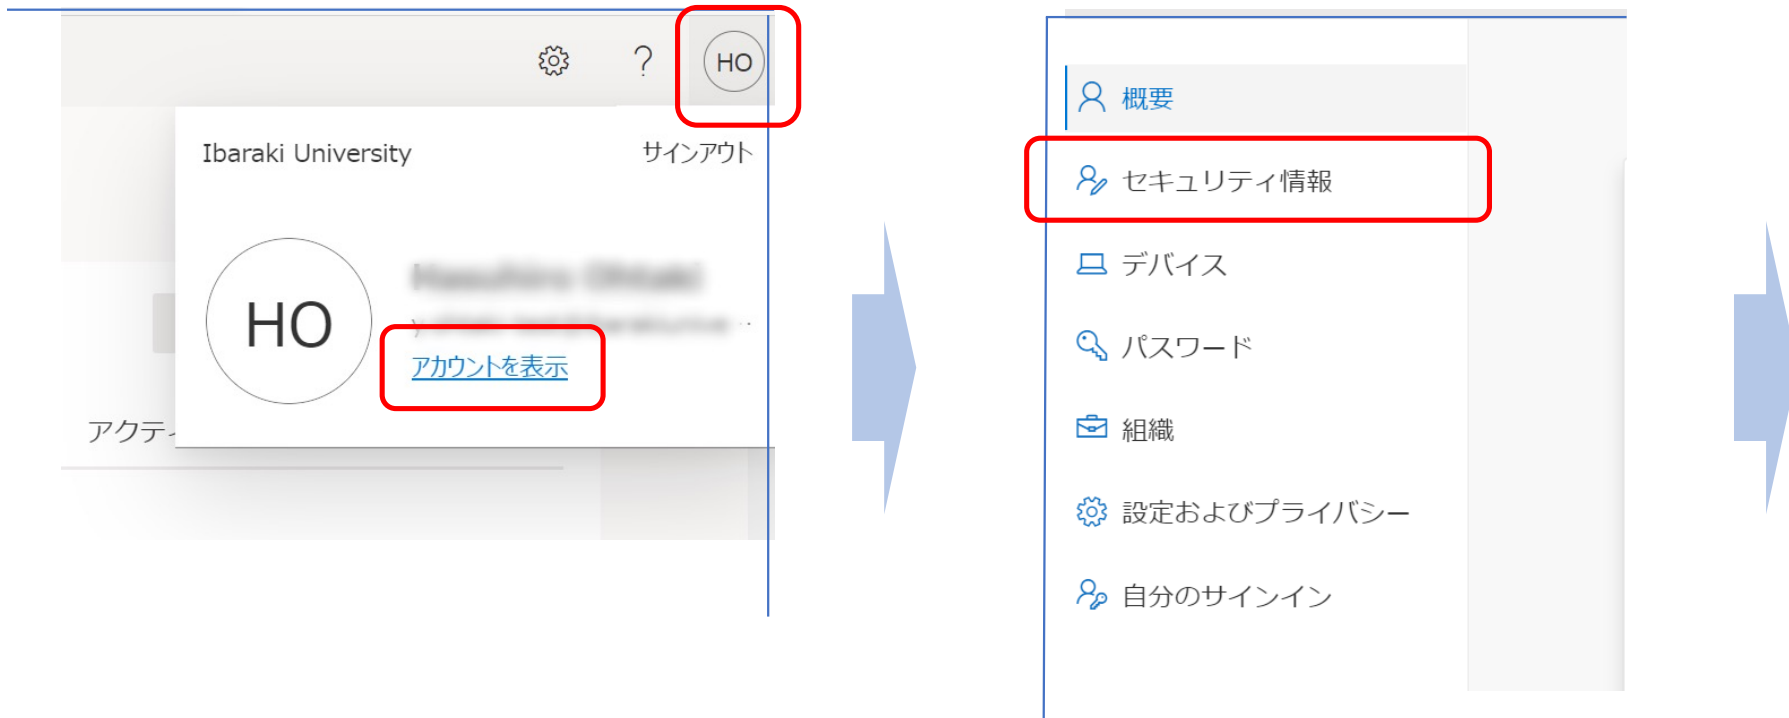 ?
HO
Ibaraki University
サインアウト
HO
アカウントを表示
アクティ
概要
セキュリティ情報
デバイス
パスワード
組織
設定およびプライバシー
自分のサインイン